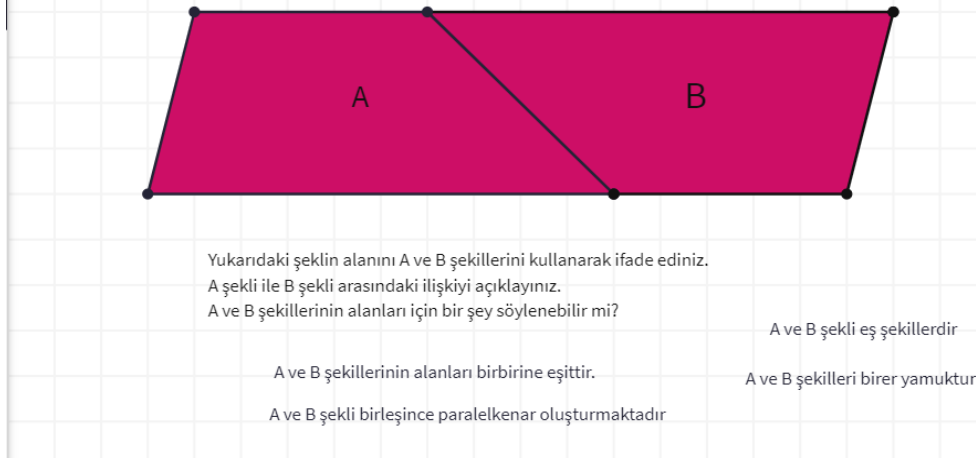 A
B
Yukarıdaki şeklin alanını A ve B şekillerini kullanarak ifade ediniz.
A şekli ile B şekli arasındaki ilişkiyi açıklayınız.
A ve B şekillerinin alanları için bir şey söylenebilir mi?
A ve B şekli eş şekillerdir
A ve B şekillerinin alanları birbirine eşittir.
A ve B şekilleri birer yamuktur
A ve B şekli birleşince paralelkenar oluşturmaktadır